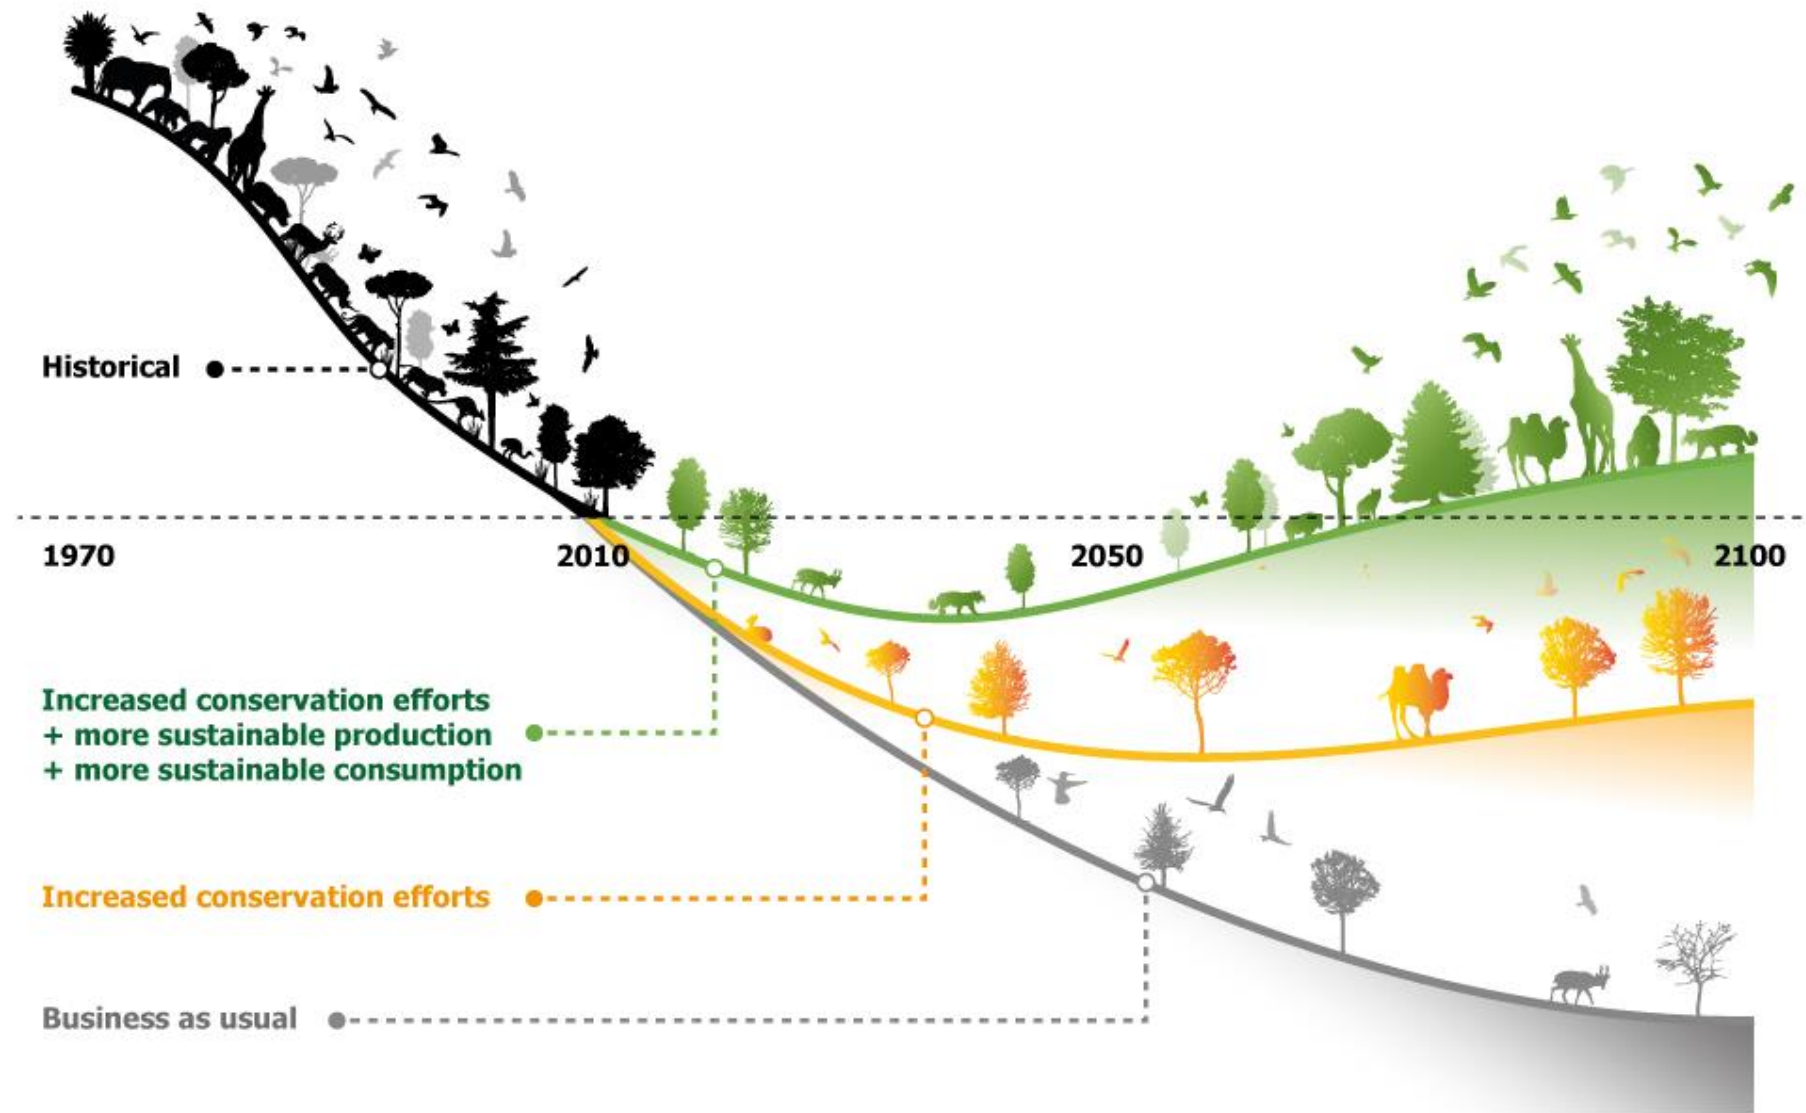 Historical
1970
2010
2050
2100
Increased conservation efforts
+ more sustainable production
+ more sustainable consumption
Increased conservation efforts
Business as usual